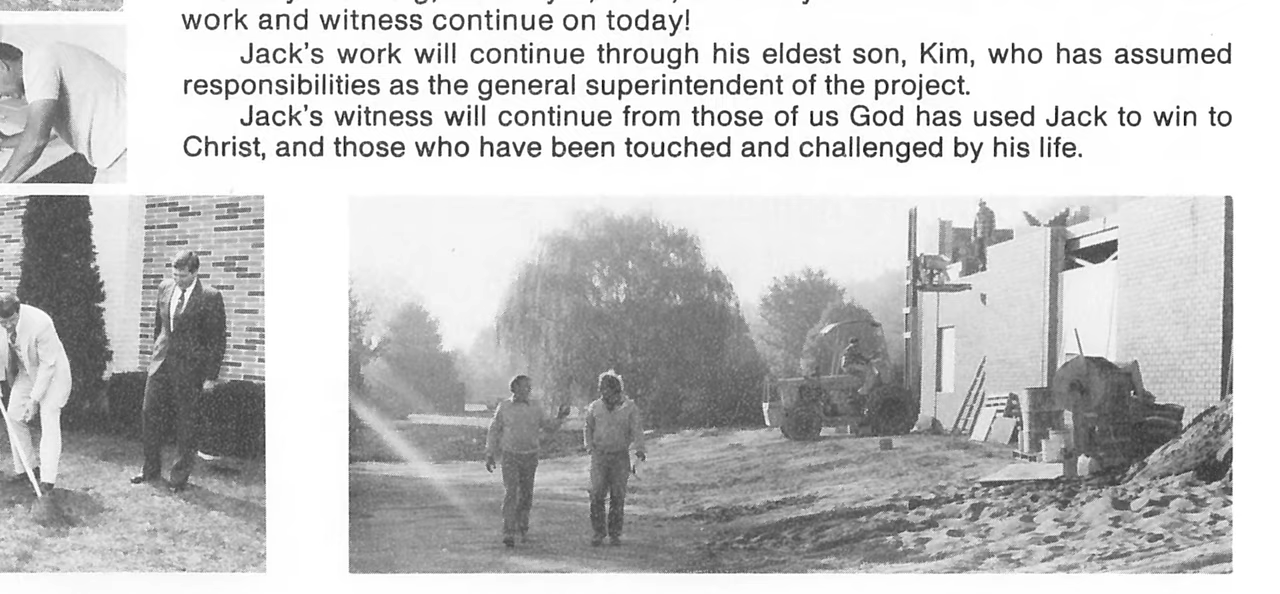 work and witness continue on today!
Jack's work will continue through his eldest son, Kim, who has assumed
responsibilities as the general superintendent of the project.
Jack's witness will continue from those of us God has used Jack to win to
Christ, and those who have been touched and challenged by his life.